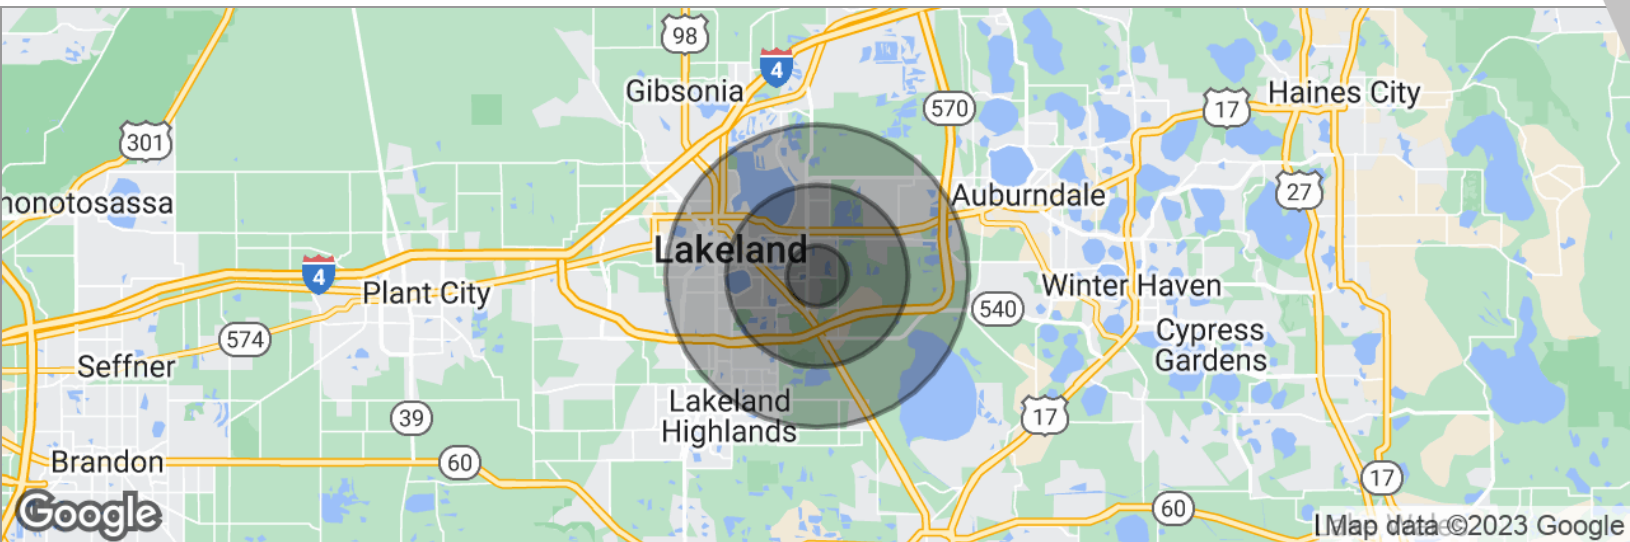 98
4
Gibsonia
570
17
Haines City
301
Auburndale
27
nonotosassa
Lakeland
4
Plant City
Winter Haven
540
574
Cypress
Gardens
Seffner
Lakeland
Highlands
39
17
Brandon
60
17
60
Google
Map data ©2023 Google